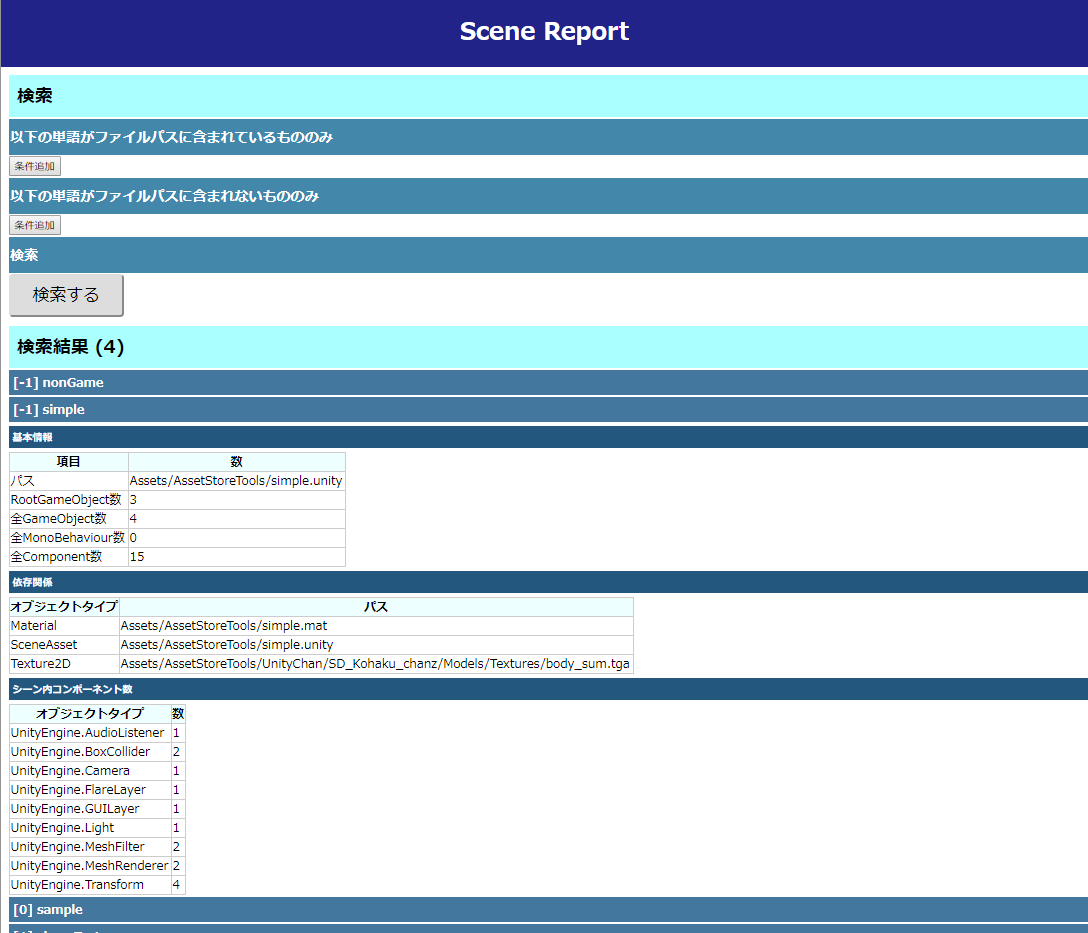 Scene Report
検索
以下の単語がファイルパスに含まれているもののみ
条件追加
以下の単語がファイルパスに含まれないもののみ
条件追加
検索
検索する
検索結果 (4)
[-1] nonGame
[-1] simple
基本情報
項目 数
パス Assets/AssetStoreTools/simple.unity
RootGameObject数 3
全GameObject数 4
全MonoBehaviour数 0
全Component数 15
依存関係
オブジェクトタイプ パス
Material Assets/AssetStoreTools/simple.mat
SceneAsset Assets/AssetStoreTools/simple.unity
Texture2D Assets/AssetStoreTools/UnityChan/SD_Kohaku_chanz/Models/Textures/body_sum.tga
シーン内コンポーネント数
オブジェクトタイプ 数
UnityEngine.AudioListener 1
UnityEngine.BoxCollider 2
UnityEngine.Camera 1
UnityEngine.FlareLayer 1
UnityEngine.GUILayer 1
UnityEngine.Light 1
UnityEngine.MeshFilter 2
UnityEngine.MeshRenderer 2
UnityEngine.Transform 4
[0] sample